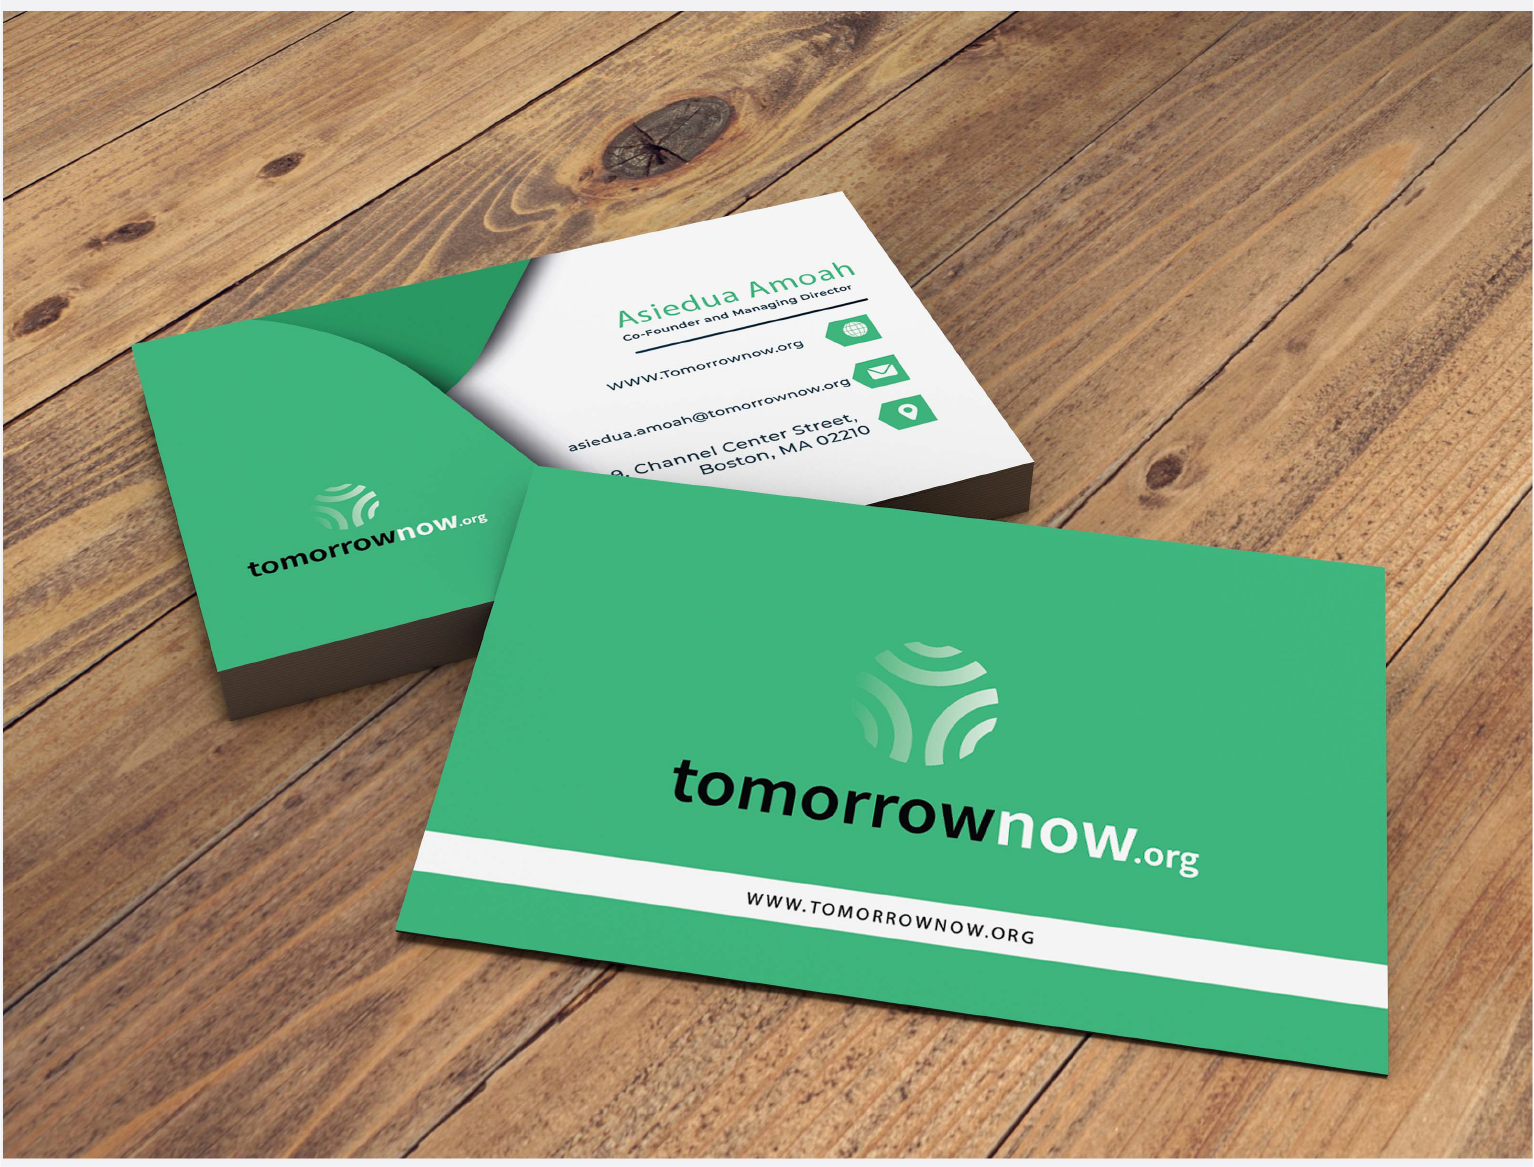 Asiedua Amoah
Co-Founder and Managing Director
WWW.Tomorrownow.org
asiedua.amoah@tomorrownow.org
9, Channel Center Street,
Boston, MA 02210
tomorrownow.org
tomorrownow.org
WWW.TOMORROWNOW.ORG